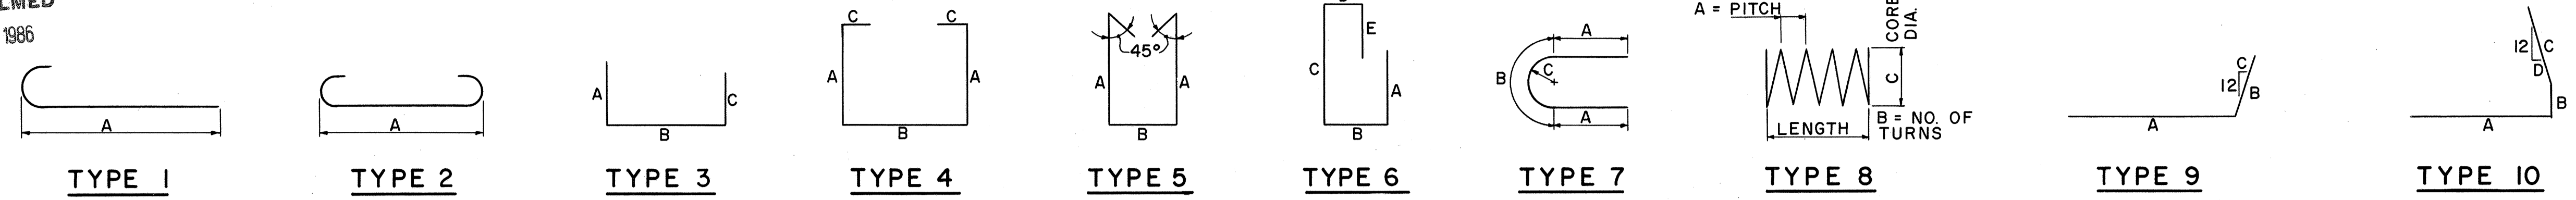 1986
A
TYPE 1
A
TYPE 2
A
B
C
TYPE 3
C C
A A
B
TYPE 4
45°
A A
B
TYPE 5
E
C
A
B
TYPE 6
A
B
C
A
TYPE 7
A = PITCH
CORE DIA.
C
LENGTH
B = NO. OF
TURNS
TYPE 8
C
12
B
A
TYPE 9
12
C
D
B
A
TYPE 10